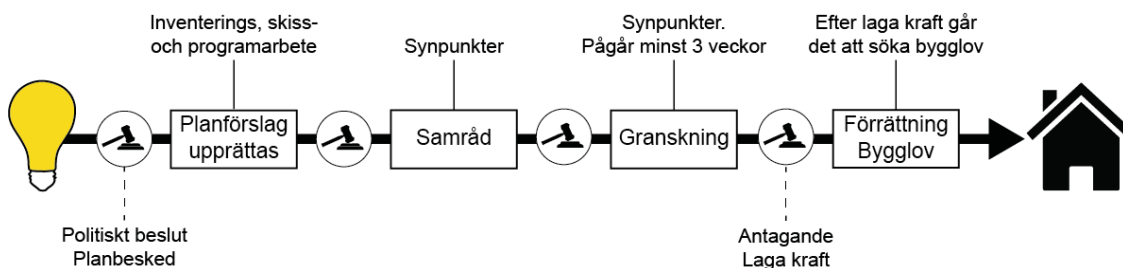 Inventerings, skiss-
och programarbete
Synpunkter
Synpunkter.
Pågår minst 3 veckor
Efter laga kraft går
det att söka bygglov
Planförslag
upprättas
Samråd
Granskning
Förrättning
Bygglov
Politiskt beslut
Planbesked
Antagande
Laga kraft